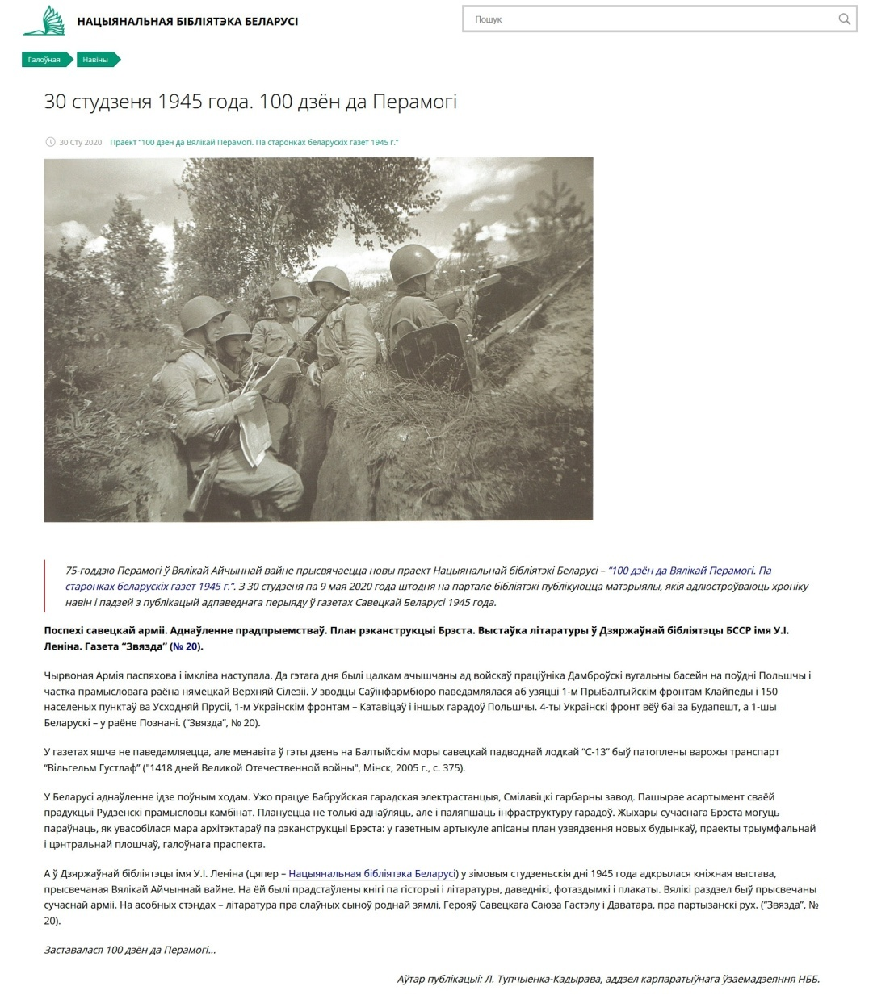 НАЦЫЯНАЛЬНАЯ БІБЛІЯТЭКА БЕЛАРУСІ
Пошук
Галоўная
Навіны
30 студзеня 1945 года. 100 дзён да Перамогі
30 Сту 2020 Праект “100 дзён да Вялікай Перамогі. Па старонках беларускіх газет 1945 г.”
75-годдзю Перамогі ў Вялікай Айчыннай вайне прысвячаецца новы праект Нацыянальнай бібліятэкі Беларусі – “100 дзён да Вялікай Перамогі. Па
старонках беларускіх газет 1945 г.”. З 30 студзеня па 9 мая 2020 года штодня на партале бібліятэкі публікуюцца матэрыялы, якія адлюстроўваюць хроніку
навін і падзей з публікацый адпаведнага перыяду ў газетах Савецкай Беларусі 1945 года.
Поспехі савецкай арміі. Аднаўленне прадпрыемстваў. План рэканструкцыі Брэста. Выстаўка літаратуры ў Дзяржаўнай бібліятэцы БССР імя У.І.
Леніна. Газета “Звязда” (№ 20).
Чырвоная Армія паспяхова і імкліва наступала. Да гэтага дня былі цалкам ачышчаны ад войскаў праціўніка Дамброўскі вугальны басейн на поўдні Польшчы і
частка прамысловага раёна нямецкай Верхняй Сілезіі. У зводцы Саўінфармбюро паведамлялася аб узяцці 1-м Прыбалтыйскім фронтам Клайпеды і 150
населеных пунктаў ва Усходняй Прусіі, 1-м Украінскім фронтам – Катавіцаў і іншых гарадоў Польшчы. 4-ты Украінскі фронт вёў баі за Будапешт, а 1-шы
Беларускі – у раёне Познані. (“Звязда”, № 20).
У газетах яшчэ не паведамляецца, але менавіта ў гэты дзень на Балтыйскім моры савецкай падводнай лодкай “С-13” быў патоплены варожы транспарт
“Вільгельм Густлаф” ("1418 дней Великой Отечественной войны", Мінск, 2005 г., с. 375).
У Беларусі аднаўленне ідзе поўным ходам. Ужо працуе Бабруйская гарадская электрастанцыя, Смілавіцкі гарбарны завод. Пашырае асартымент сваёй
прадукцыі Рудзенскі прамысловы камбінат. Плануецца не толькі аднаўляць, але і паляпшаць інфраструктуру гарадоў. Жыхары сучаснага Брэста могуць
параўнаць, як увасобілася мара архітэктараў па рэканструкцыі Брэста: у газетным артыкуле апісаны план узвядзення новых будынкаў, праекты трыумфальнай
і цэнтральнай плошчаў, галоўнага праспекта.
А ў Дзяржаўнай бібліятэцы імя У.І. Леніна (цяпер – Нацыянальная бібліятэка Беларусі) у зімовыя студзеньскія дні 1945 года адкрылася кніжная выстава,
прысвечаная Вялікай Айчыннай вайне. На ёй былі прадстаўлены кнігі па гісторыі і літаратуры, даведнікі, фотаздымкі і плакаты. Вялікі раздзел быў прысвечаны
сучаснай арміі. На асобных стэндах – літаратура пра слаўных сыноў роднай зямлі, Герояў Савецкага Саюза Гастэлу і Даватара, пра партызанскі рух. (“Звязда”, №
20).
Заставалася 100 дзён да Перамогі...
Аўтар публікацыі: Л. Тупчыенка-Кадырава, аддзел карпаратыўнага ўзаемадзеяння НББ.